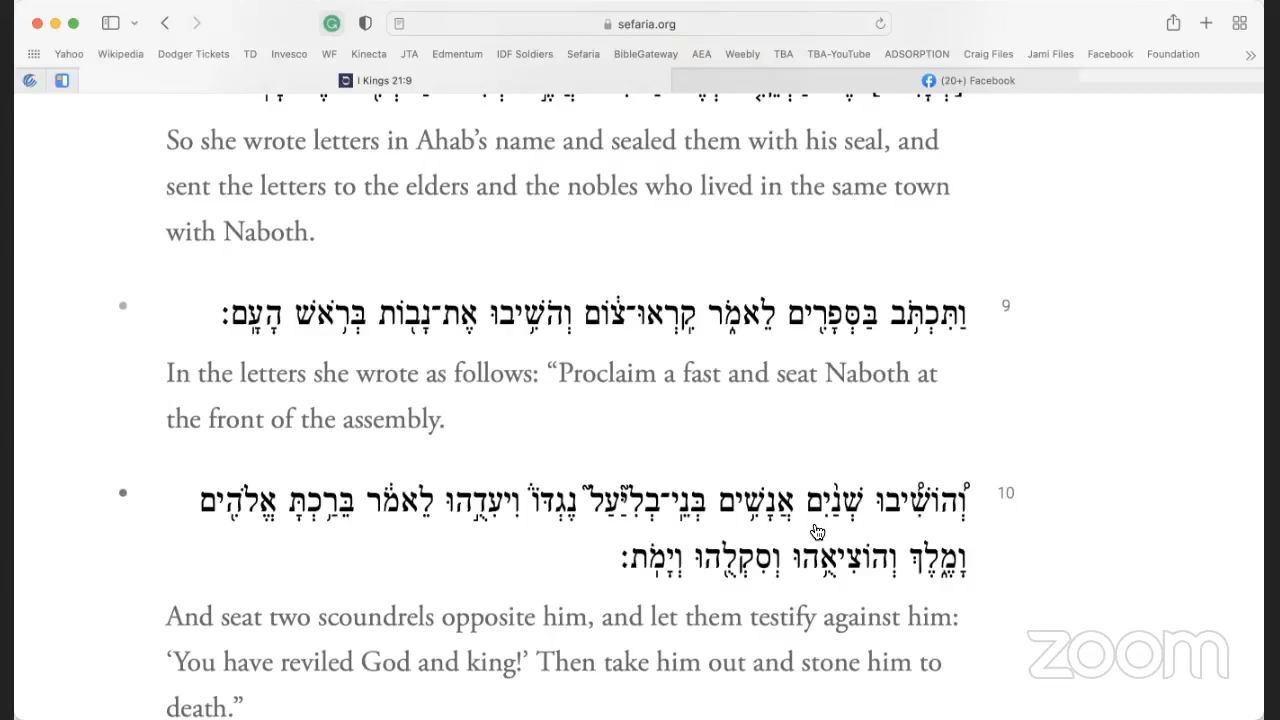 sefaria.org
Yahoo Wikipedia Dodger Tickets TD Invesco WF Kinecta JTA Edmentum IDF Soldiers Sefaria BibleGateway AEA Weebly TBA TBA-YouTube ADSORPTION Craig Files Jami Files Facebook Foundation
I Kings 21:9
(20+) Facebook
So she wrote letters in Ahab’s name and sealed them with his seal, and
sent the letters to the elders and the nobles who lived in the same town
with Naboth.
9
וַתִּכְתֹּ֥ב בַּסְּפָרִ֖ים לֵאמֹ֑ר קִֽרְאוּ־צ֔וֹם וְהֹשִׁ֥יבוּ אֶת־נָב֖וֹת בְּרֹ֥אשׁ הָעָֽם׃
In the letters she wrote as follows: “Proclaim a fast and seat Naboth at
the front of the assembly.
10
וְ֠הוֹשִׁ֠יבוּ שְׁנַ֨יִם אֲנָשִׁ֥ים בְּנֵֽי־בְלִיַּ֘עַל֮ נֶגְדּוֹ֒ וִיעִדֻ֣הוּ לֵאמֹ֔ר בֵּרַ֥כְתָּ אֱלֹהִ֖ים
וָמֶ֑לֶךְ וְהוֹצִיאֻ֥הוּ וְסִקְלֻ֖הוּ וְיָמֹֽת׃
And seat two scoundrels opposite him, and let them testify against him:
‘You have reviled God and king!’ Then take him out and stone him to
death.”
zoom